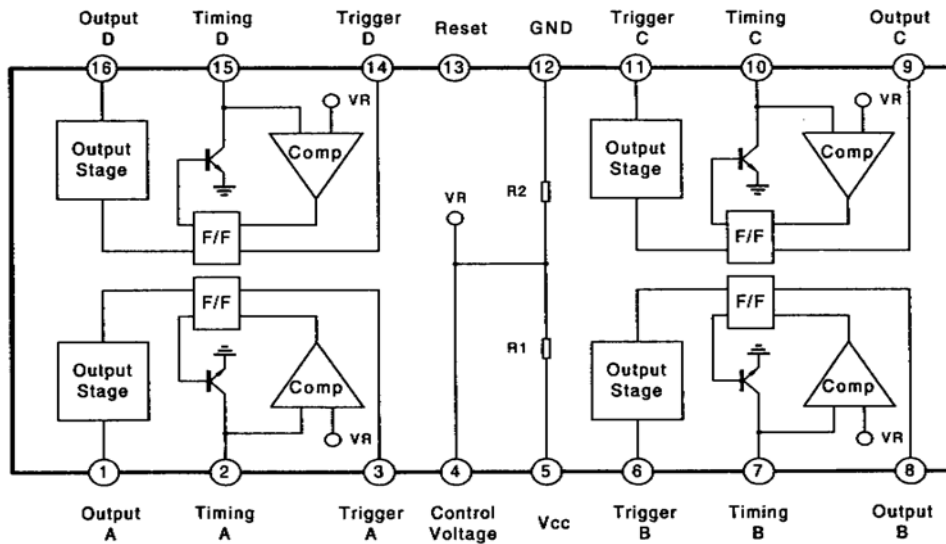 Output Timing Trigger Reset GND Trigger Timing Output
D D D C C C
16 15 14 13 12 11 10 9
VR VR
Output Stage Comp Output Stage Comp
R2
VR
F/F F/F
F/F F/F
R1
Output Stage Comp Output Stage Comp
VR VR
1 2 3 4 5 6 7 8
Output Timing Trigger Control Vcc Trigger Timing Output
A A A Voltage B B B